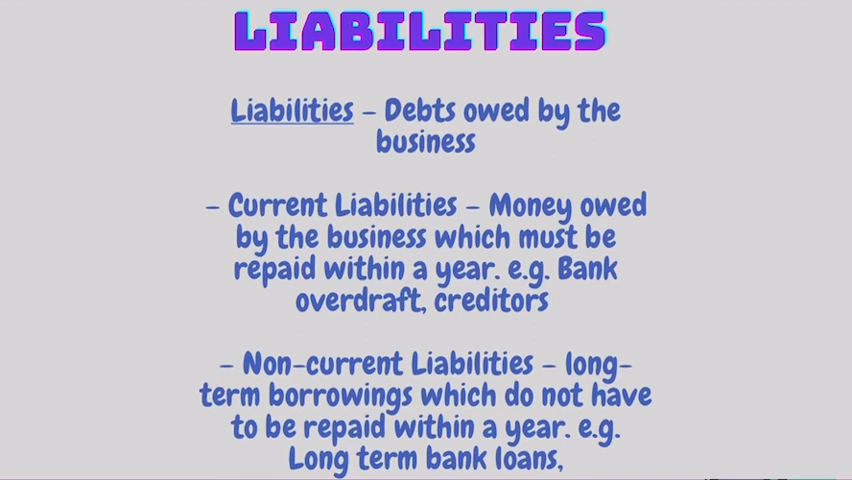 LIABILITIES
Liabilities - Debts owed by the
business
- Current Liabilities - Money owed
by the business which must be
repaid within a year. e.g. Bank
overdraft, creditors
- Non-current Liabilities - long-
term borrowings which do not have
to be repaid within a year. e.g.
Long term bank loans,